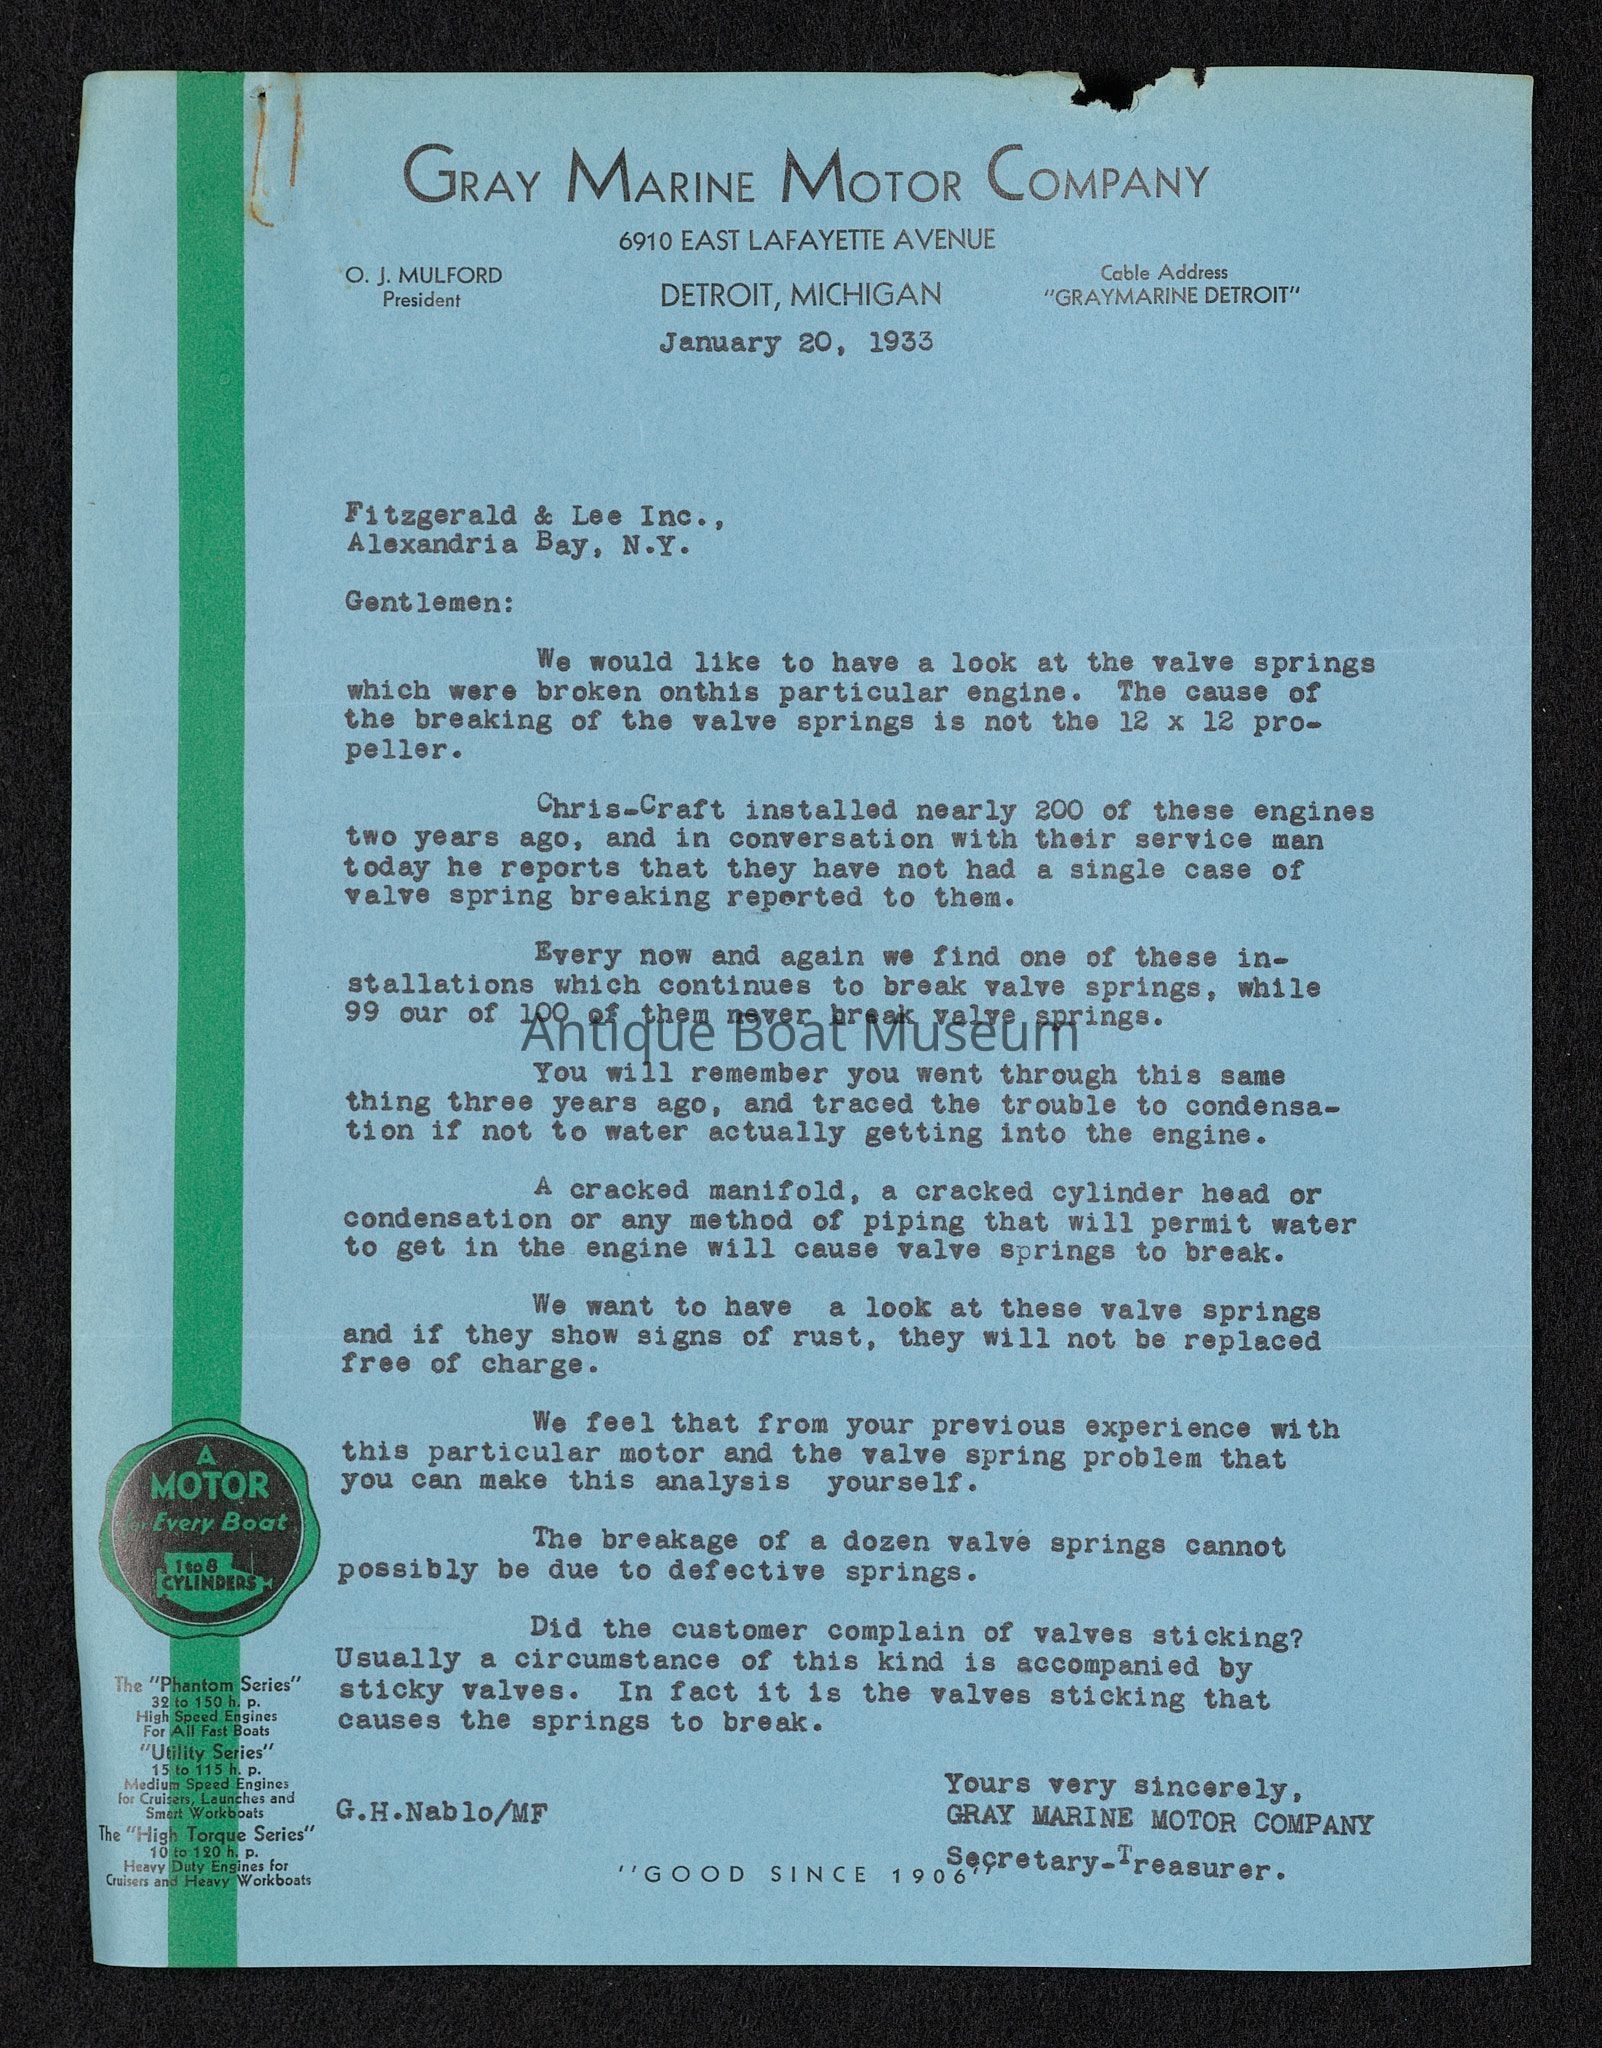 GRAY MARINE MOTOR COMPANY
6910 EAST LAFAYETTE AVENUE
O. J. MULFORD
President
DETROIT, MICHIGAN
Cable Address
"GRAYMARINE DETROIT"
January 20, 1933
Fitzgerald & Lee Inc.,
Alexandria Bay, N.Y.
Gentlemen:
We would like to have a look at the valve springs
which were broken onthis particular engine. The cause of
the breaking of the valve springs is not the 12 x 12 pro-
peller.
Chris-Craft installed nearly 200 of these engines
two years ago, and in conversation with their service man
today he reports that they have not had a single case of
valve spring breaking reported to them.
Every now and again we find one of these in-
stallations which continues to break valve springs, while
99 our of 100 of them never break valve springs.
Antique Boat Museum
You will remember you went through this same
thing three years ago, and traced the trouble to condensa-
tion if not to water actually getting into the engine.
A cracked manifold, a cracked cylinder head or
condensation or any method of piping that will permit water
to get in the engine will cause valve springs to break.
We want to have a look at these valve springs
and if they show signs of rust, they will not be replaced
free of charge.
We feel that from your previous experience with
this particular motor and the valve spring problem that
you can make this analysis yourself.
The breakage of a dozen valve springs cannot
possibly be due to defective springs.
Did the customer complain of valves sticking?
Usually a circumstance of this kind is accompanied by
sticky valves. In fact it is the valves sticking that
causes the springs to break.
Yours very sincerely,
G.H.Nablo/MF
GRAY MARINE MOTOR COMPANY
Secretary-Treasurer.
"GOOD SINCE 1906"
A
MOTOR
for Every Boat
1 to 8
CYLINDERS
The "Phantom Series"
32 to 150 h. p.
High Speed Engines
For All Fast Boats
"Utility Series"
15 to 115 h. p.
Medium Speed Engines
for Cruisers, Launches and
Smart Workboats
The "High Torque Series"
10 to 120 h. p.
Heavy Duty Engines for
Cruisers and Heavy Workboats